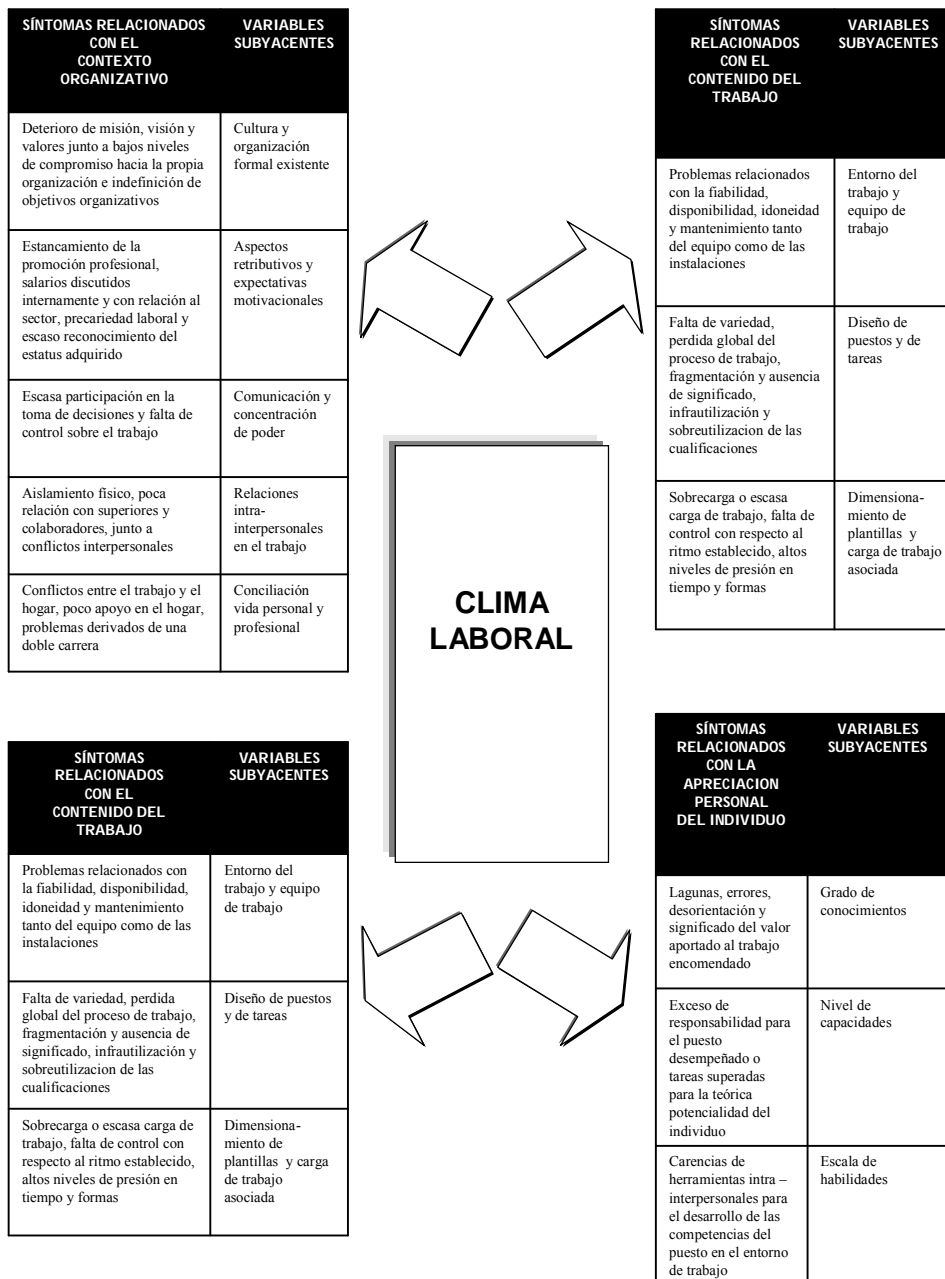 SÍNTOMAS RELACIONADOS
CON EL
CONTEXTO
ORGANIZATIVO
VARIABLES
SUBYACENTES
Deterioro de misión, visión y
valores junto a bajos niveles
de compromiso hacia la propia
organización e indefinición de
objetivos organizativos
Cultura y
organización
formal existente
Estancamiento de la
promoción profesional,
salarios discutidos
internamente y con relación al
sector, precariedad laboral y
escaso reconocimiento del
estatus adquirido
Aspectos
retributivos y
expectativas
motivacionales
Escasa participación en la
toma de decisiones y falta de
control sobre el trabajo
Comunicación y
concentración
de poder
Aislamiento físico, poca
relación con superiores y
colaboradores, junto a
conflictos interpersonales
Relaciones
intra-
interpersonales
en el trabajo
Conflictos entre el trabajo y el
hogar, poco apoyo en el hogar,
problemas derivados de una
doble carrera
Conciliación
vida personal y
profesional
SÍNTOMAS
RELACIONADOS
CON EL
CONTENIDO DEL
TRABAJO
VARIABLES
SUBYACENTES
Problemas relacionados
con la fiabilidad,
disponibilidad, idoneidad
y mantenimiento tanto
del equipo como de las
instalaciones
Entorno del
trabajo y
equipo de
trabajo
Falta de variedad,
perdida global del
proceso de trabajo,
fragmentación y ausencia
de significado,
infrautilización y
sobreutilizacion de las
cualificaciones
Diseño de
puestos y de
tareas
Sobrecarga o escasa
carga de trabajo, falta de
control con respecto al
ritmo establecido, altos
niveles de presión en
tiempo y formas
Dimensiona-
miento de
plantillas y
carga de trabajo
asociada
CLIMA
LABORAL
SÍNTOMAS
RELACIONADOS
CON EL
CONTENIDO DEL
TRABAJO
VARIABLES
SUBYACENTES
Problemas relacionados con
la fiabilidad, disponibilidad,
idoneidad y mantenimiento
tanto del equipo como de las
instalaciones
Entorno del
trabajo y equipo
de trabajo
Falta de variedad, perdida
global del proceso de trabajo,
fragmentación y ausencia de
significado, infrautilización y
sobreutilizacion de las
cualificaciones
Diseño de puestos
y de tareas
Sobrecarga o escasa carga de
trabajo, falta de control con
respecto al ritmo establecido,
altos niveles de presión en
tiempo y formas
Dimensiona-
miento de
plantillas y carga
de trabajo
asociada
SÍNTOMAS
RELACIONADOS
CON LA
APRECIACION
PERSONAL
DEL INDIVIDUO
VARIABLES
SUBYACENTES
Lagunas, errores,
desorientación y
significado del valor
aportado al trabajo
encomendado
Grado de
conocimientos
Exceso de
responsabilidad para
el puesto
desempeñado o
tareas superadas
para la teórica
potencialidad del
individuo
Nivel de
capacidades
Carencias de
herramientas intra –
interpersonales para
el desarrollo de las
competencias del
puesto en el entorno
de trabajo
Escala de
habilidades